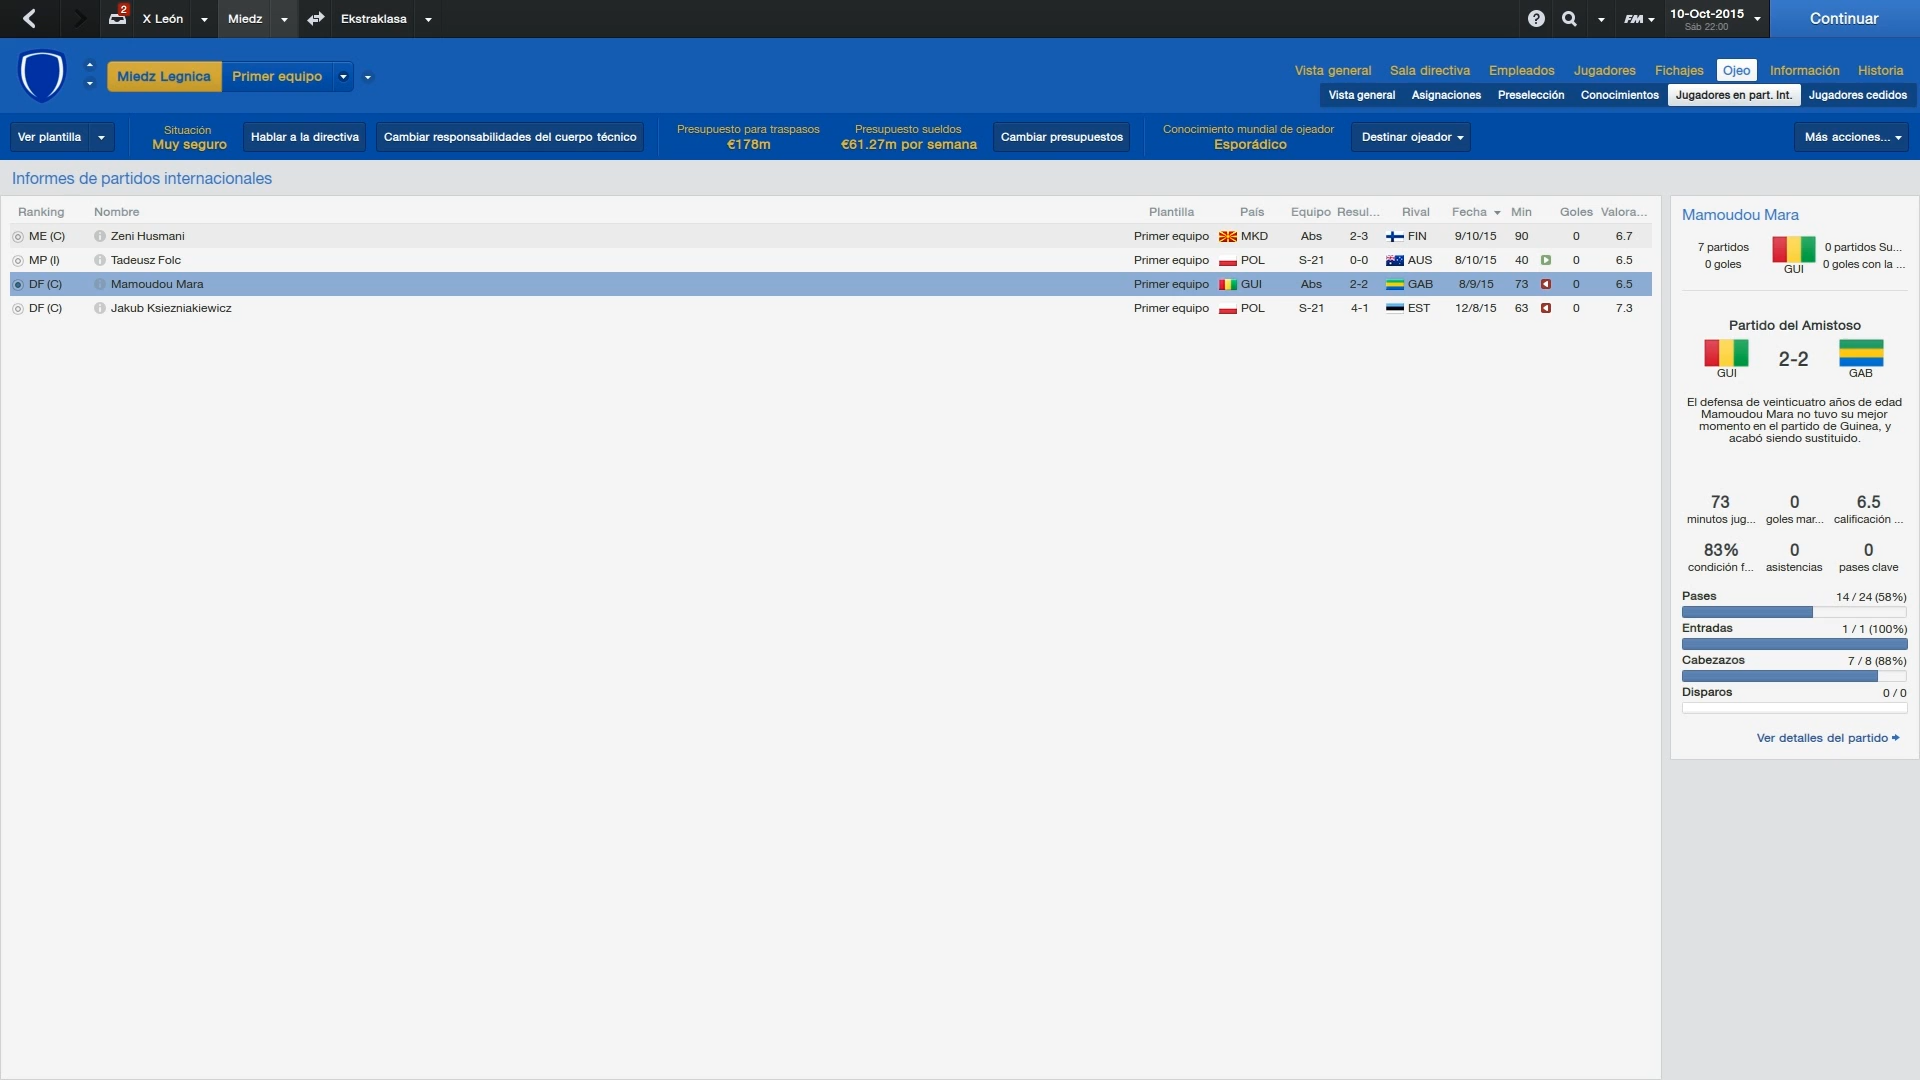 2
X León
Miedz
Ekstraklasa
FM
10-Oct-2015
Sáb 22:00
Continuar
Miedz Legnica
Primer equipo
Vista general Sala directiva Empleados Jugadores Fichajes Ojeo Información Historia
Vista general Asignaciones Preselección Conocimientos Jugadores en part. Int. Jugadores cedidos
Ver plantilla
Situación
Muy seguro
Hablar a la directiva
Cambiar responsabilidades del cuerpo técnico
Presupuesto para traspasos
€178m
Presupuesto sueldos
€61.27m por semana
Cambiar presupuestos
Conocimiento mundial de ojeador
Esporádico
Destinar ojeador
Más acciones...
Informes de partidos internacionales
Ranking Nombre Plantilla País Equipo Resul... Rival Fecha Min Goles Valora...
ME (C) Zeni Husmani Primer equipo MKD Abs 2-3 FIN 9/10/15 90 0 6.7
MP (I) Tadeusz Folc Primer equipo POL S-21 0-0 AUS 8/10/15 40 0 6.5
DF (C) Mamoudou Mara Primer equipo GUI Abs 2-2 GAB 8/9/15 73 0 6.5
DF (C) Jakub Ksiezniakiewicz Primer equipo POL S-21 4-1 EST 12/8/15 63 0 7.3
Mamoudou Mara
7 partidos
0 goles
GUI
0 partidos Su...
0 goles con la ...
Partido del Amistoso
GUI
2-2
GAB
El defensa de veinticuatro años de edad
Mamoudou Mara no tuvo su mejor
momento en el partido de Guinea, y
acabó siendo sustituido.
73 0 6.5
minutos jug... goles mar... calificación ...
83% 0 0
condición f... asistencias pases clave
Pases 14 / 24 (58%)
Entradas 1 / 1 (100%)
Cabezazos 7 / 8 (88%)
Disparos 0 / 0
Ver detalles del partido